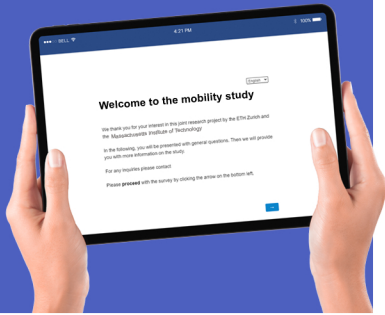 BELL
4:21 PM
100%
English
Welcome to the mobility study
We thank you for your interest in this joint research project by the ETH Zurich and
the Massachusetts Institute of Technology
In the following, you will be presented with general questions. Then we will provide
you with more information on the study.
For any inquiries please contact
Please proceed with the survey by clicking the arrow on the bottom left.